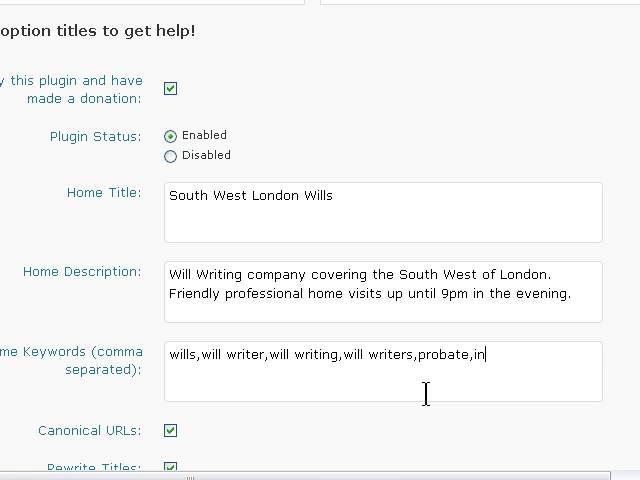 option titles to get help!
y this plugin and have
made a donation:
Plugin Status:
Enabled
Disabled
Home Title:
South West London Wills
Home Description:
Will Writing company covering the South West of London.
Friendly professional home visits up until 9pm in the evening.
me Keywords (comma
separated):
wills,will writer,will writing,will writers,probate,in
Canonical URLs:
Rewrite Titles: